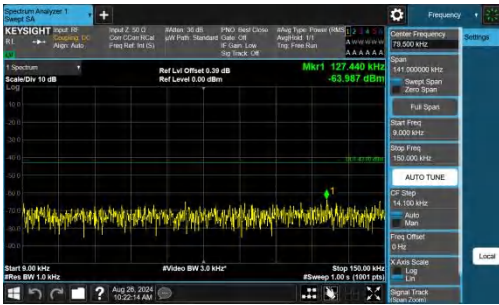 Spectrum Analyzer 1
Swept SA
+
Frequency
KEYSIGHT
Input: RF
Coupling: DC
Align: Auto
Input Z: 50 Ω
Corr CCorr RCal
Freq Ref: Int (S)
#Atten: 30 dB
µW Path: Standard
PNO: Best Close
Gate: Off
IF Gain: Low
Sig Track: Off
#Avg Type: Power (RMS
Avg|Hold: 1/1
Trig: Free Run
1 Spectrum
Scale/Div 10 dB
Log
Ref Lvl Offset 0.39 dB
Ref Level 0.00 dBm
Mkr1 127.440 kHz
-63.987 dBm
1
Start 9.00 kHz
#Res BW 1.0 kHz
#Video BW 3.0 kHz*
Stop 150.00 kHz
#Sweep 1.00 s (1001 pts)
Aug 26, 2024
10:22:14 AM
Center Frequency
79.500 kHz
Settings
Span
141.000000 kHz
Swept Span
Zero Span
Full Span
Start Freq
9.000 kHz
Stop Freq
150.000 kHz
AUTO TUNE
CF Step
14.100 kHz
Auto
Man
Freq Offset
0 Hz
X Axis Scale
Log
Lin
Local
Signal Track
(Span Zoom)